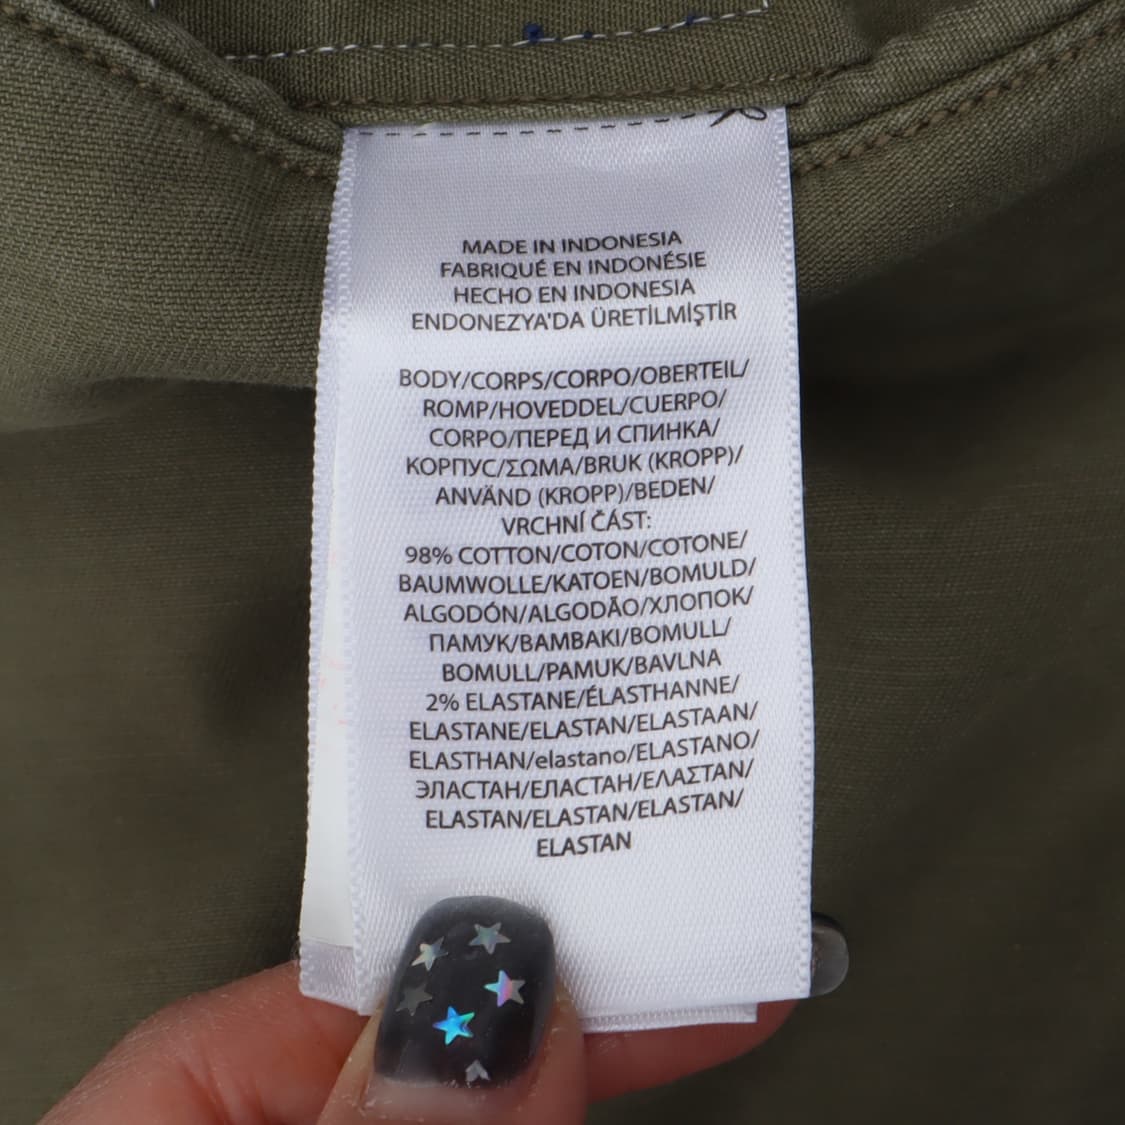 MADE IN INDONESIA
FABRIQUÉ EN INDONÉSIE
HECHO EN INDONESIA
ENDONEZYA'DA ÜRETİLMİŞTİR
BODY/CORPS/CORPO/OBERTEIL/
ROMP/HOVEDDEL/CUERPO/
CORPO/ПЕРЕД И СПИНКА/
КОРПУС/ΣΩΜΑ/BRUK (KROPP)/
ANVÄND (KROPP)/BEDEN/
VRCHNÍ ČÁST:
98% COTTON/COTON/COTONE/
BAUMWOLLE/KATOEN/BOMULD/
ALGODÓN/ALGODÃO/ХЛОПОК/
ПАМУК/ΒΑΜΒΑΚΙ/BOMULL/
BOMULL/PAMUK/BAVLNA
2% ELASTANE/ÉLASTHANNE/
ELASTANE/ELASTAN/ELASTAAN/
ELASTHAN/elastano/ELASTANO/
ЭЛАСТАН/ЕЛАСТАН/ΕΛΑΣΤΑΝ/
ELASTAN/ELASTAN/ELASTAN/
ELASTAN